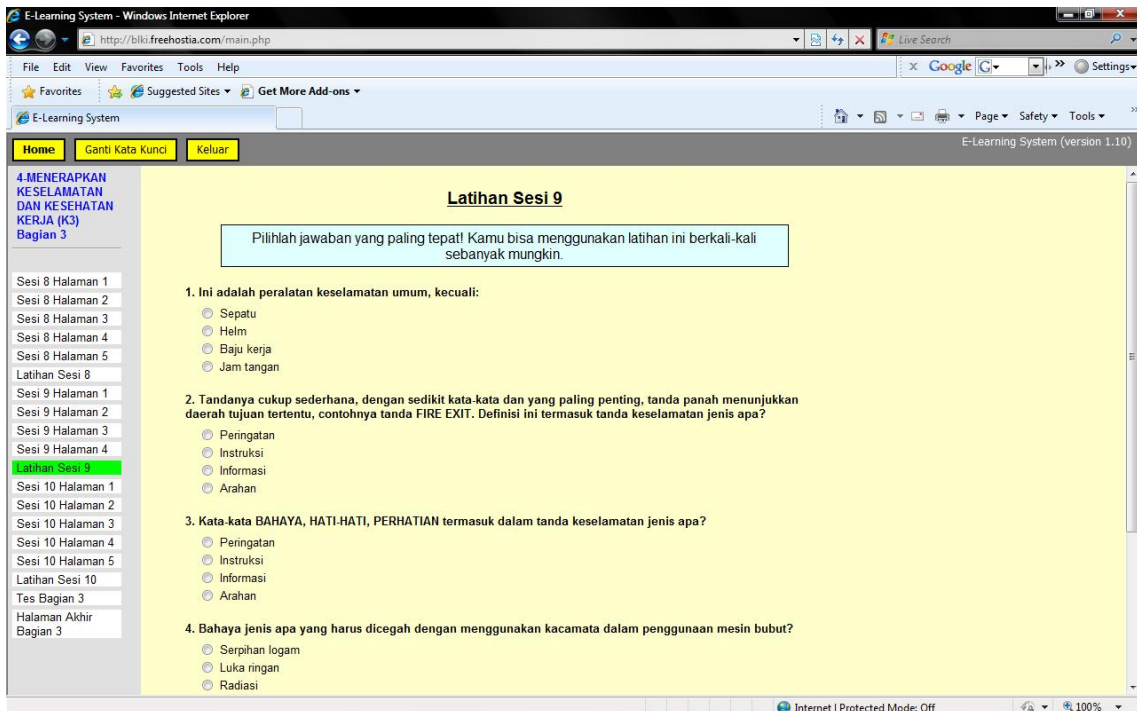 E-Learning System - Windows Internet Explorer
http://blki.freehostia.com/main.php
Live Search
File Edit View Favorites Tools Help
x Google G Settings
Favorites Suggested Sites Get More Add-ons
E-Learning System
Page Safety Tools
Home Ganti Kata Kunci Keluar
E-Learning System (version 1.10)
4-MENERAPKAN
KESELAMATAN
DAN KESEHATAN
KERJA (K3)
Bagian 3
Sesi 8 Halaman 1
Sesi 8 Halaman 2
Sesi 8 Halaman 3
Sesi 8 Halaman 4
Sesi 8 Halaman 5
Latihan Sesi 8
Sesi 9 Halaman 1
Sesi 9 Halaman 2
Sesi 9 Halaman 3
Sesi 9 Halaman 4
Latihan Sesi 9
Sesi 10 Halaman 1
Sesi 10 Halaman 2
Sesi 10 Halaman 3
Sesi 10 Halaman 4
Sesi 10 Halaman 5
Latihan Sesi 10
Tes Bagian 3
Halaman Akhir
Bagian 3
Latihan Sesi 9
Pilihlah jawaban yang paling tepat! Kamu bisa menggunakan latihan ini berkali-kali
sebanyak mungkin.
1. Ini adalah peralatan keselamatan umum, kecuali:
Sepatu
Helm
Baju kerja
Jam tangan
2. Tandanya cukup sederhana, dengan sedikit kata-kata dan yang paling penting, tanda panah menunjukkan
daerah tujuan tertentu, contohnya tanda FIRE EXIT. Definisi ini termasuk tanda keselamatan jenis apa?
Peringatan
Instruksi
Informasi
Arahan
3. Kata-kata BAHAYA, HATI-HATI, PERHATIAN termasuk dalam tanda keselamatan jenis apa?
Peringatan
Instruksi
Informasi
Arahan
4. Bahaya jenis apa yang harus dicegah dengan menggunakan kacamata dalam penggunaan mesin bubut?
Serpihan logam
Luka ringan
Radiasi
Internet | Protected Mode: Off
100%